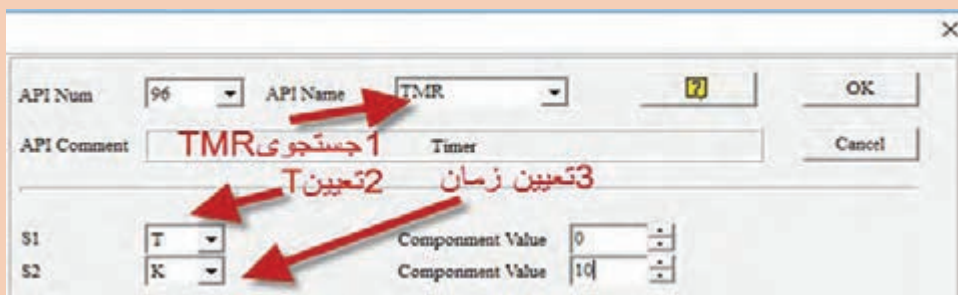 API Num 96 API Name TMR ? OK
API Comment Timer Cancel
1جستجوی TMR
2تعیین T 3تعیین زمان
S1 T Componment Value 0
S2 K Componment Value 10